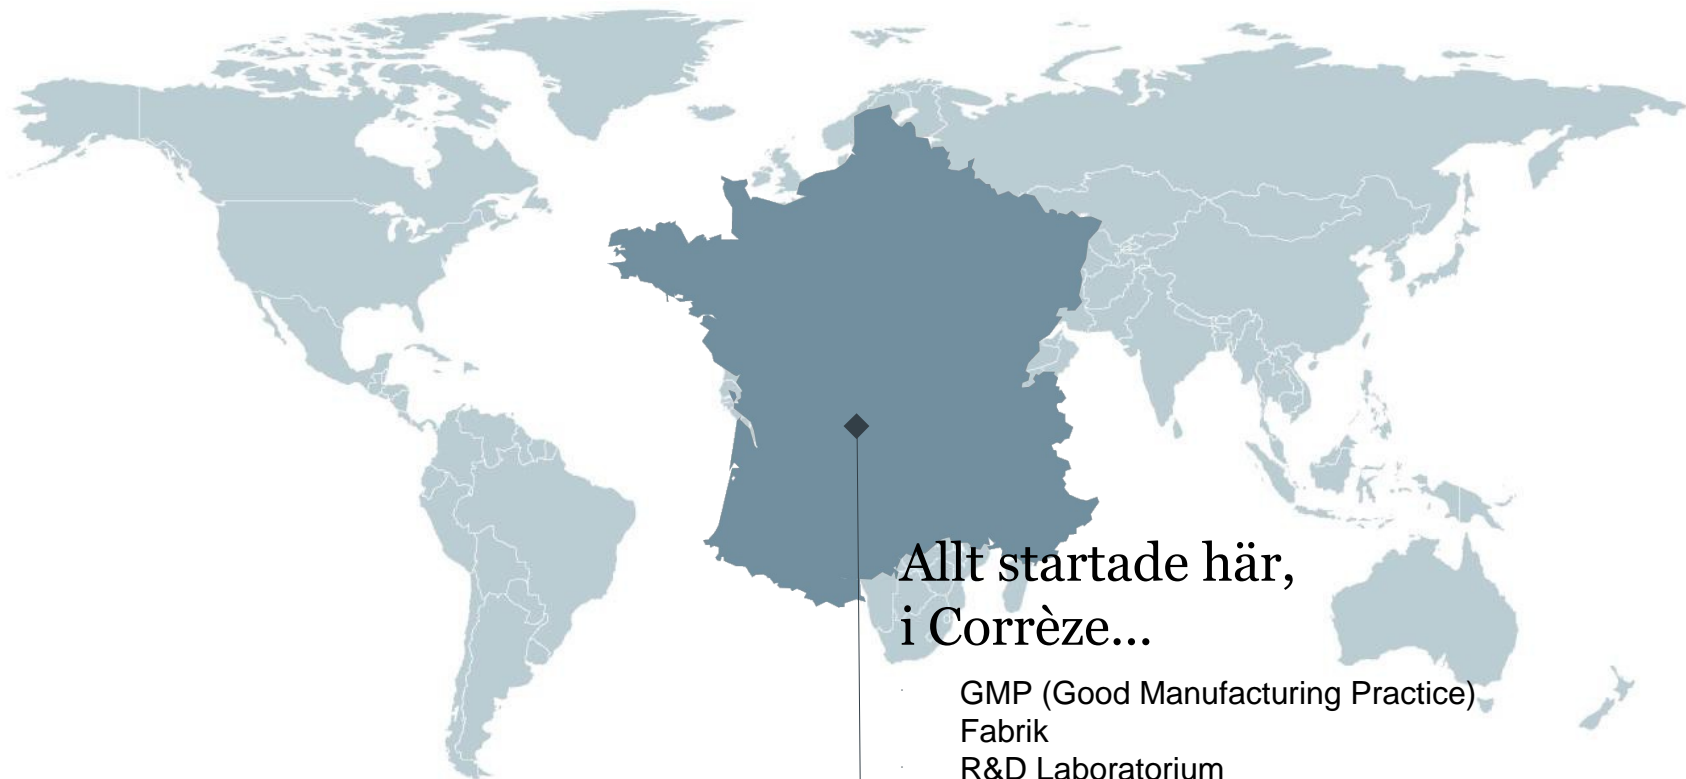 Allt startade här,
i Corrèze...
GMP (Good Manufacturing Practice)
Fabrik
R&D Laboratorium